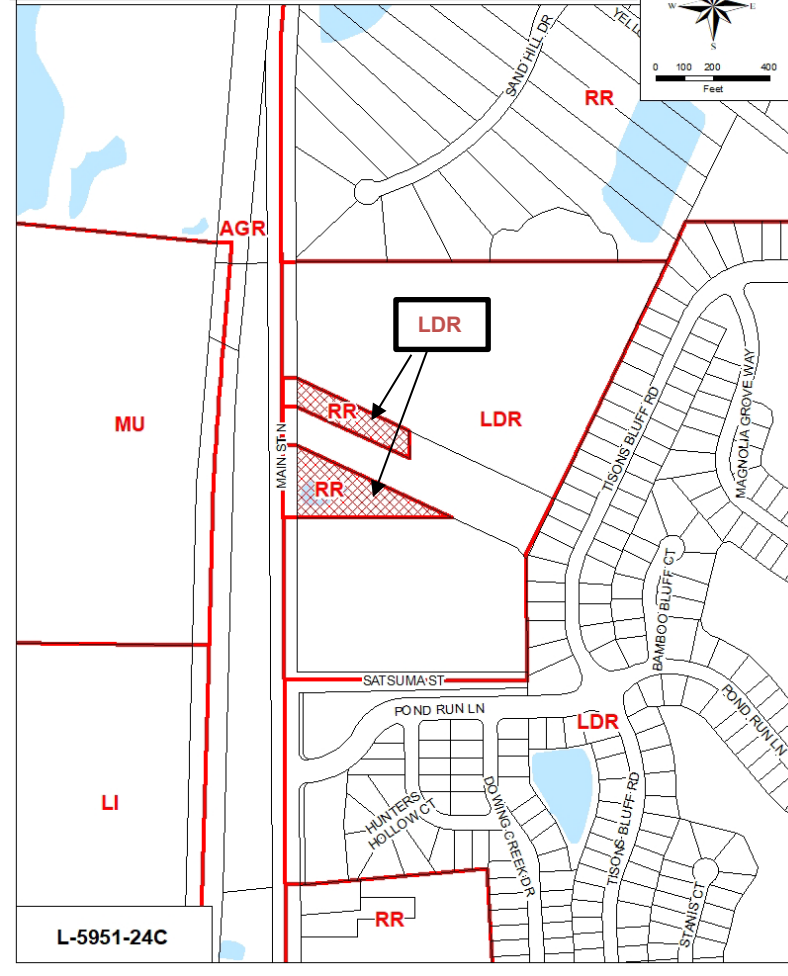 W
E
S
0 100 200 400
Feet
SAND HILL DR
RR
AGR
LDR
RR
LDR
MU
MAIN ST N
RR
TISONS BLUFF RD
MAGNOLIA GROVE WAY
BAMBOO BLUFF CT
SATSUMA ST
POND RUN LN
LDR
POND RUN LN
LI
HUNTERS
HOLLOW CT
DOWING CREEK DR
TISONS BLUFF RD
STANIS CT
RR
L-5951-24C